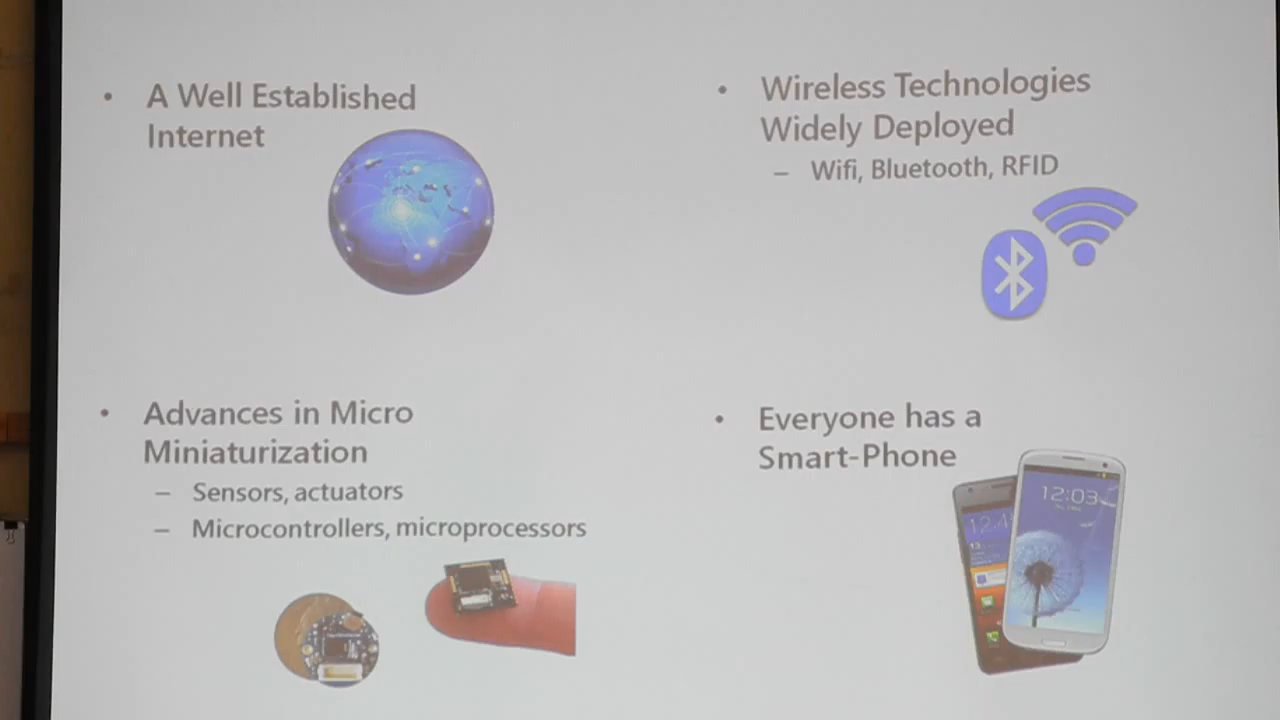 • A Well Established
Internet
• Wireless Technologies
Widely Deployed
– Wifi, Bluetooth, RFID
• Advances in Micro
Miniaturization
– Sensors, actuators
– Microcontrollers, microprocessors
• Everyone has a
Smart-Phone
12:03